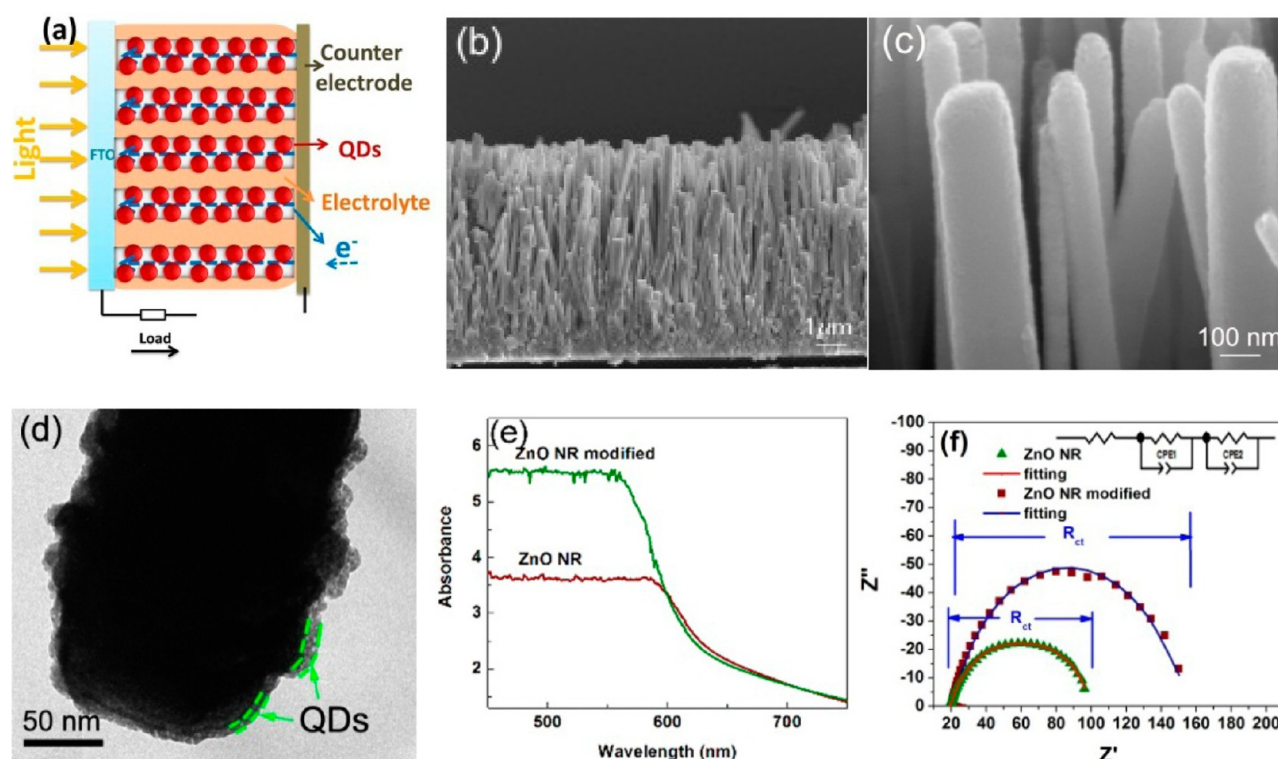 (a)
Light
FTO
Counter
electrode
QDs
Electrolyte
e-
Load
(b)
1μm
(c)
100 nm
(d)
50 nm
QDs
(e)
ZnO NR modified
ZnO NR
Absorbance
6
5
4
3
2
500
600
700
Wavelength (nm)
(f)
ZnO NR
fitting
ZnO NR modified
fitting
CPE1
CPE2
Rct
Rct
Z''
-100
-90
-80
-70
-60
-50
-40
-30
-20
-10
0
20
40
60
80
100
120
140
160
180
200
Z'